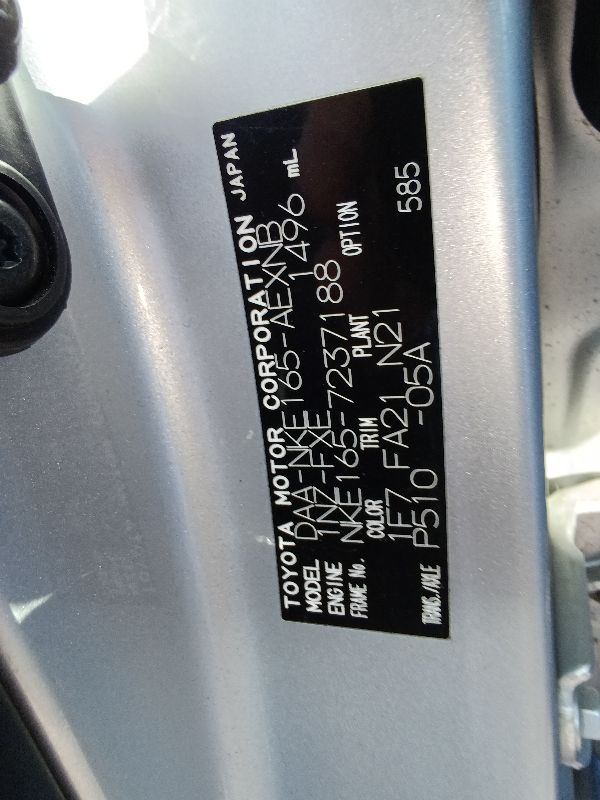 TOYOTA MOTOR CORPORATION JAPAN
MODEL DAA-NKE165-AEXNB
ENGINE 1NZ-FXE 1496 mL
FRAME No. NKE165-7237188
COLOR TRIM PLANT OPTION
1F7 FA21 N21 585
TRANS./AXLE P510 -05A